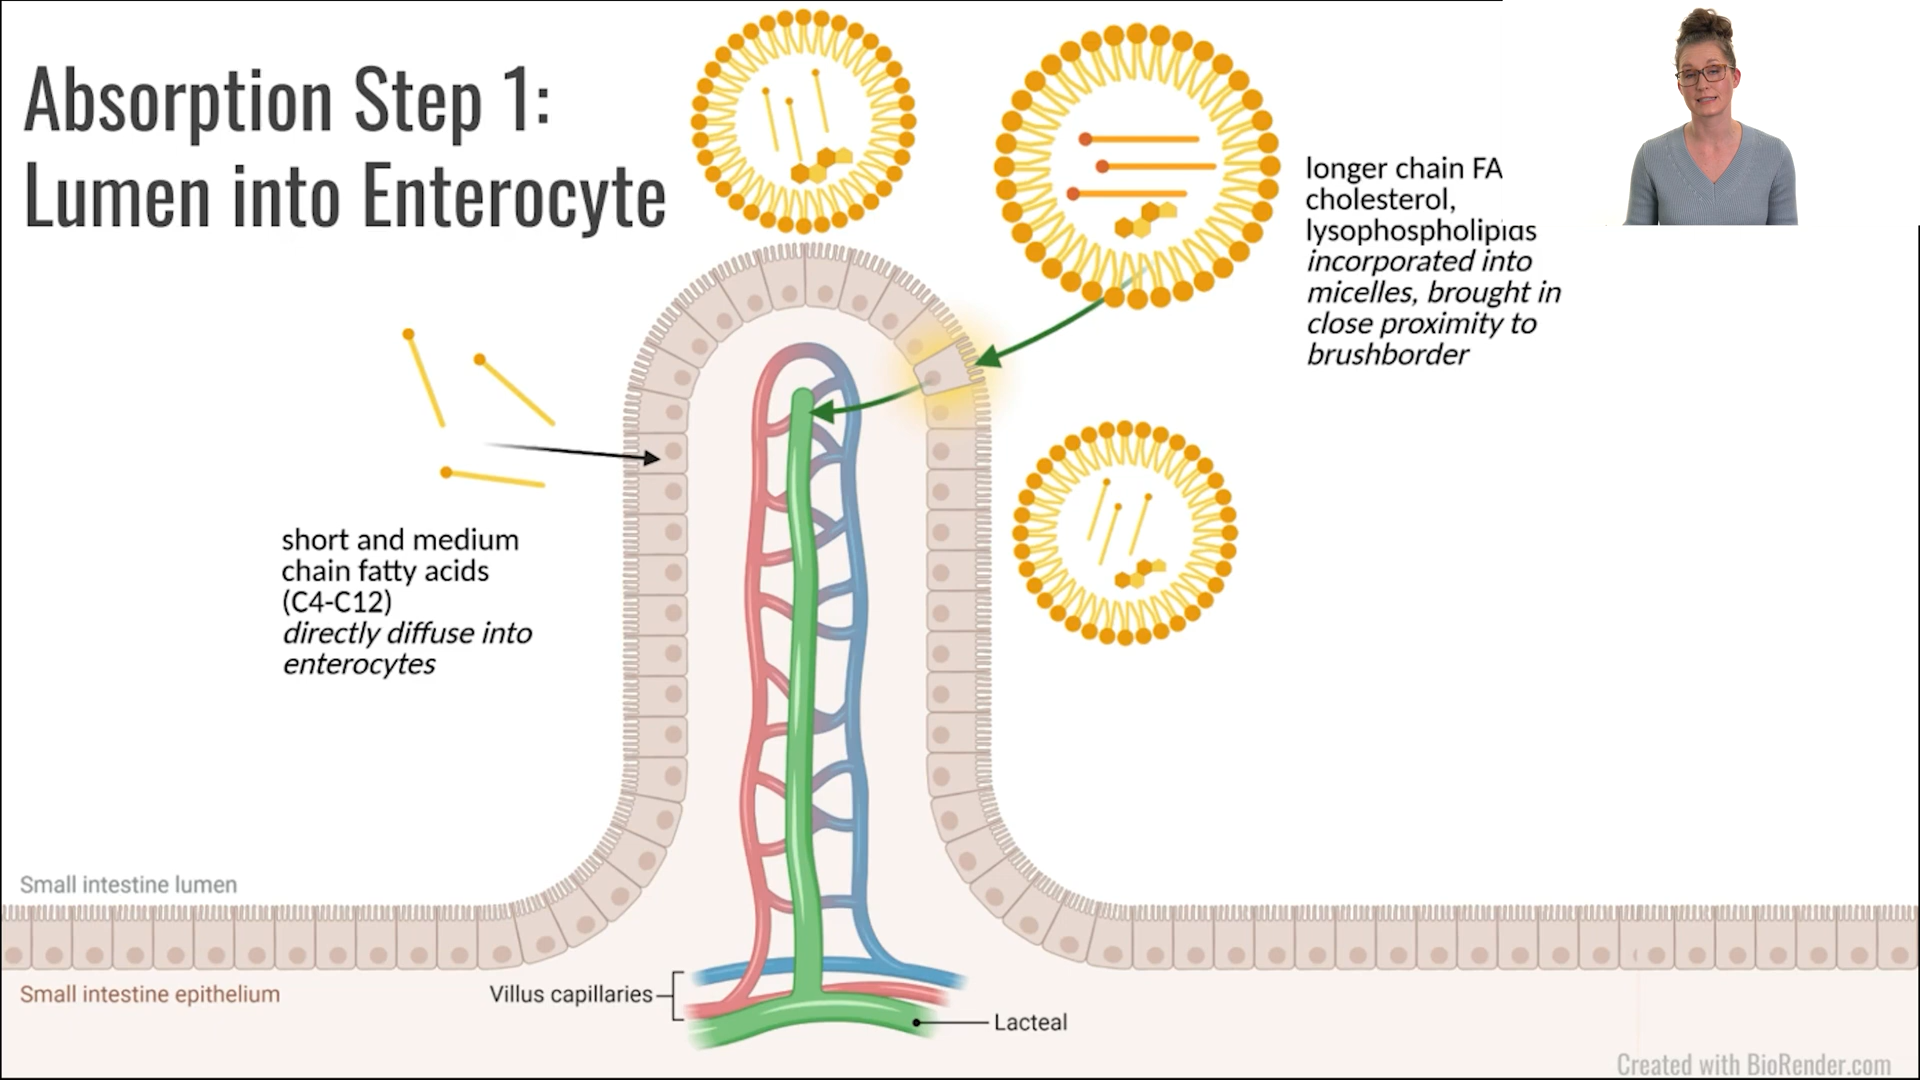 Absorption Step 1:
Lumen into Enterocyte
longer chain FA
cholesterol,
lysophospholipids
incorporated into
micelles, brought in
close proximity to
brushborder
short and medium
chain fatty acids
(C4-C12)
directly diffuse into
enterocytes
Small intestine lumen
Small intestine epithelium
Villus capillaries
Lacteal
Created with BioRender.com